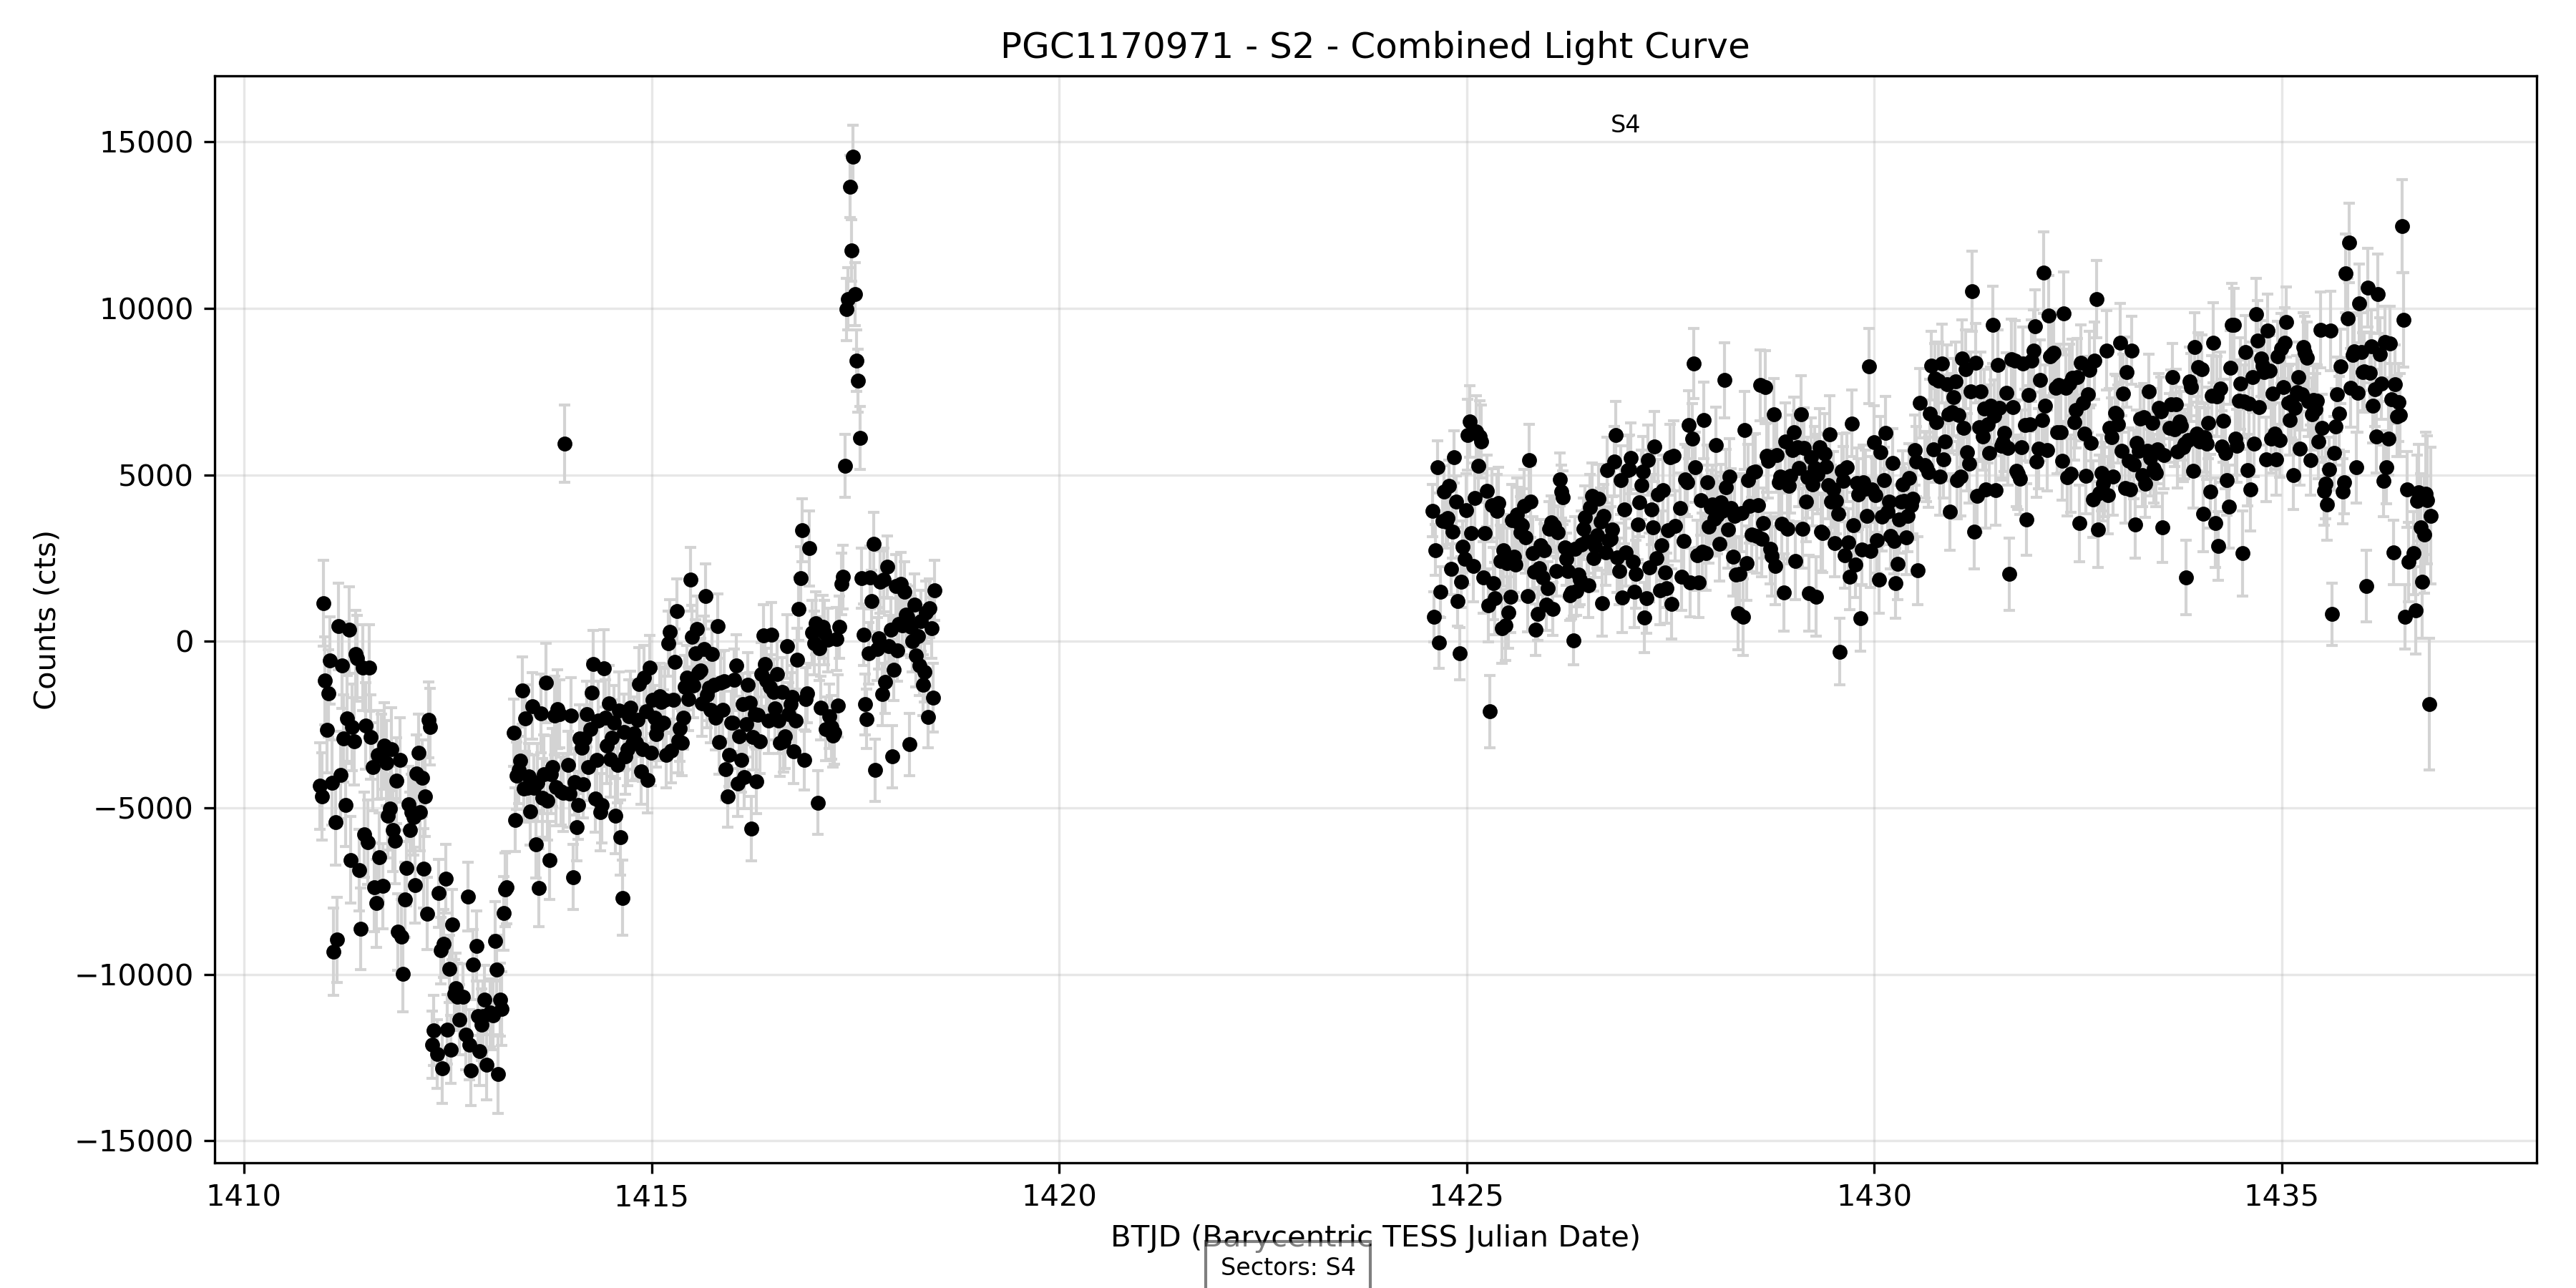 PGC1170971 - S2 - Combined Light Curve
S4
15000
10000
5000
0
−5000
−10000
−15000
Counts (cts)
1410 1415 1420 1425 1430 1435
BTJD (Barycentric TESS Julian Date)
Sectors: S4